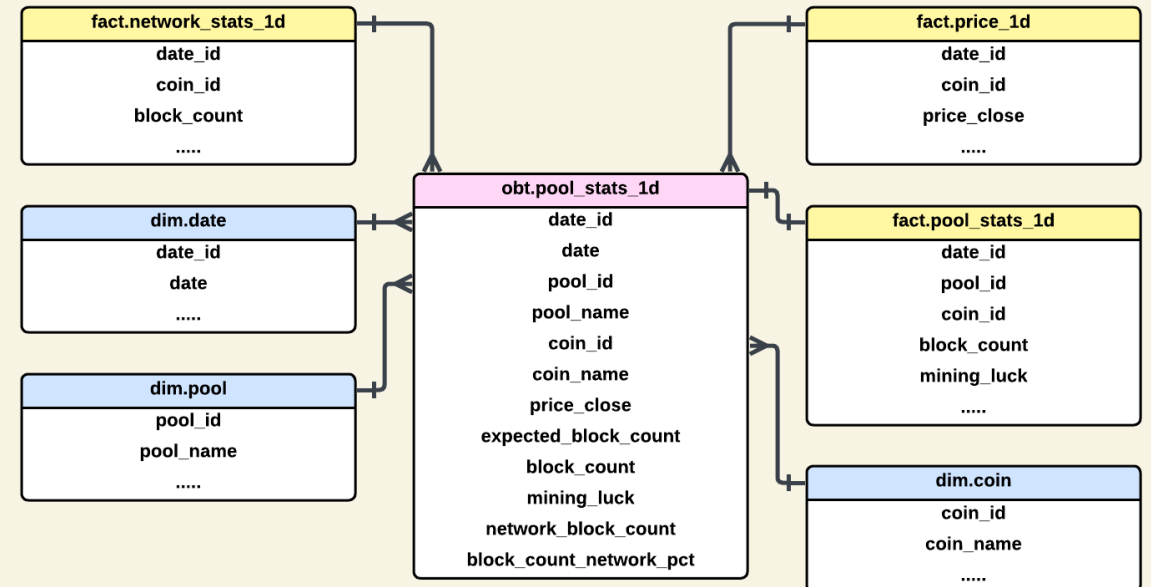 fact.network_stats_1d
date_id
coin_id
block_count
.....
dim.date
date_id
date
.....
dim.pool
pool_id
pool_name
.....
obt.pool_stats_1d
date_id
date
pool_id
pool_name
coin_id
coin_name
price_close
expected_block_count
block_count
mining_luck
network_block_count
block_count_network_pct
fact.price_1d
date_id
coin_id
price_close
.....
fact.pool_stats_1d
date_id
pool_id
coin_id
block_count
mining_luck
.....
dim.coin
coin_id
coin_name
.....